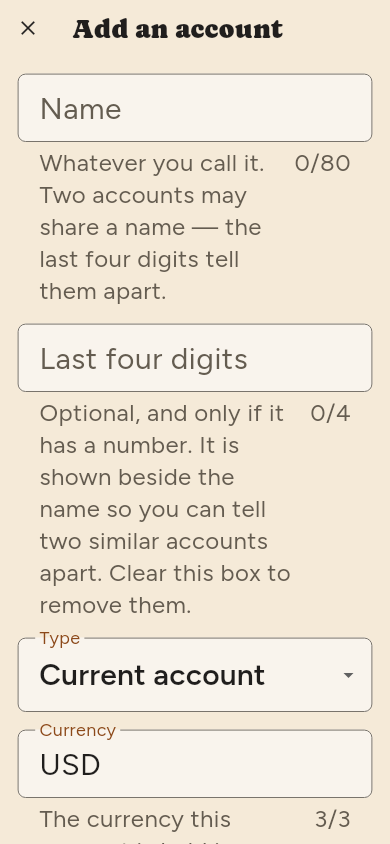 Add an account
Name
Whatever you call it. 0/80
Two accounts may
share a name — the
last four digits tell
them apart.
Last four digits
Optional, and only if it 0/4
has a number. It is
shown beside the
name so you can tell
two similar accounts
apart. Clear this box to
remove them.
Type
Current account
Currency
USD
The currency this 3/3